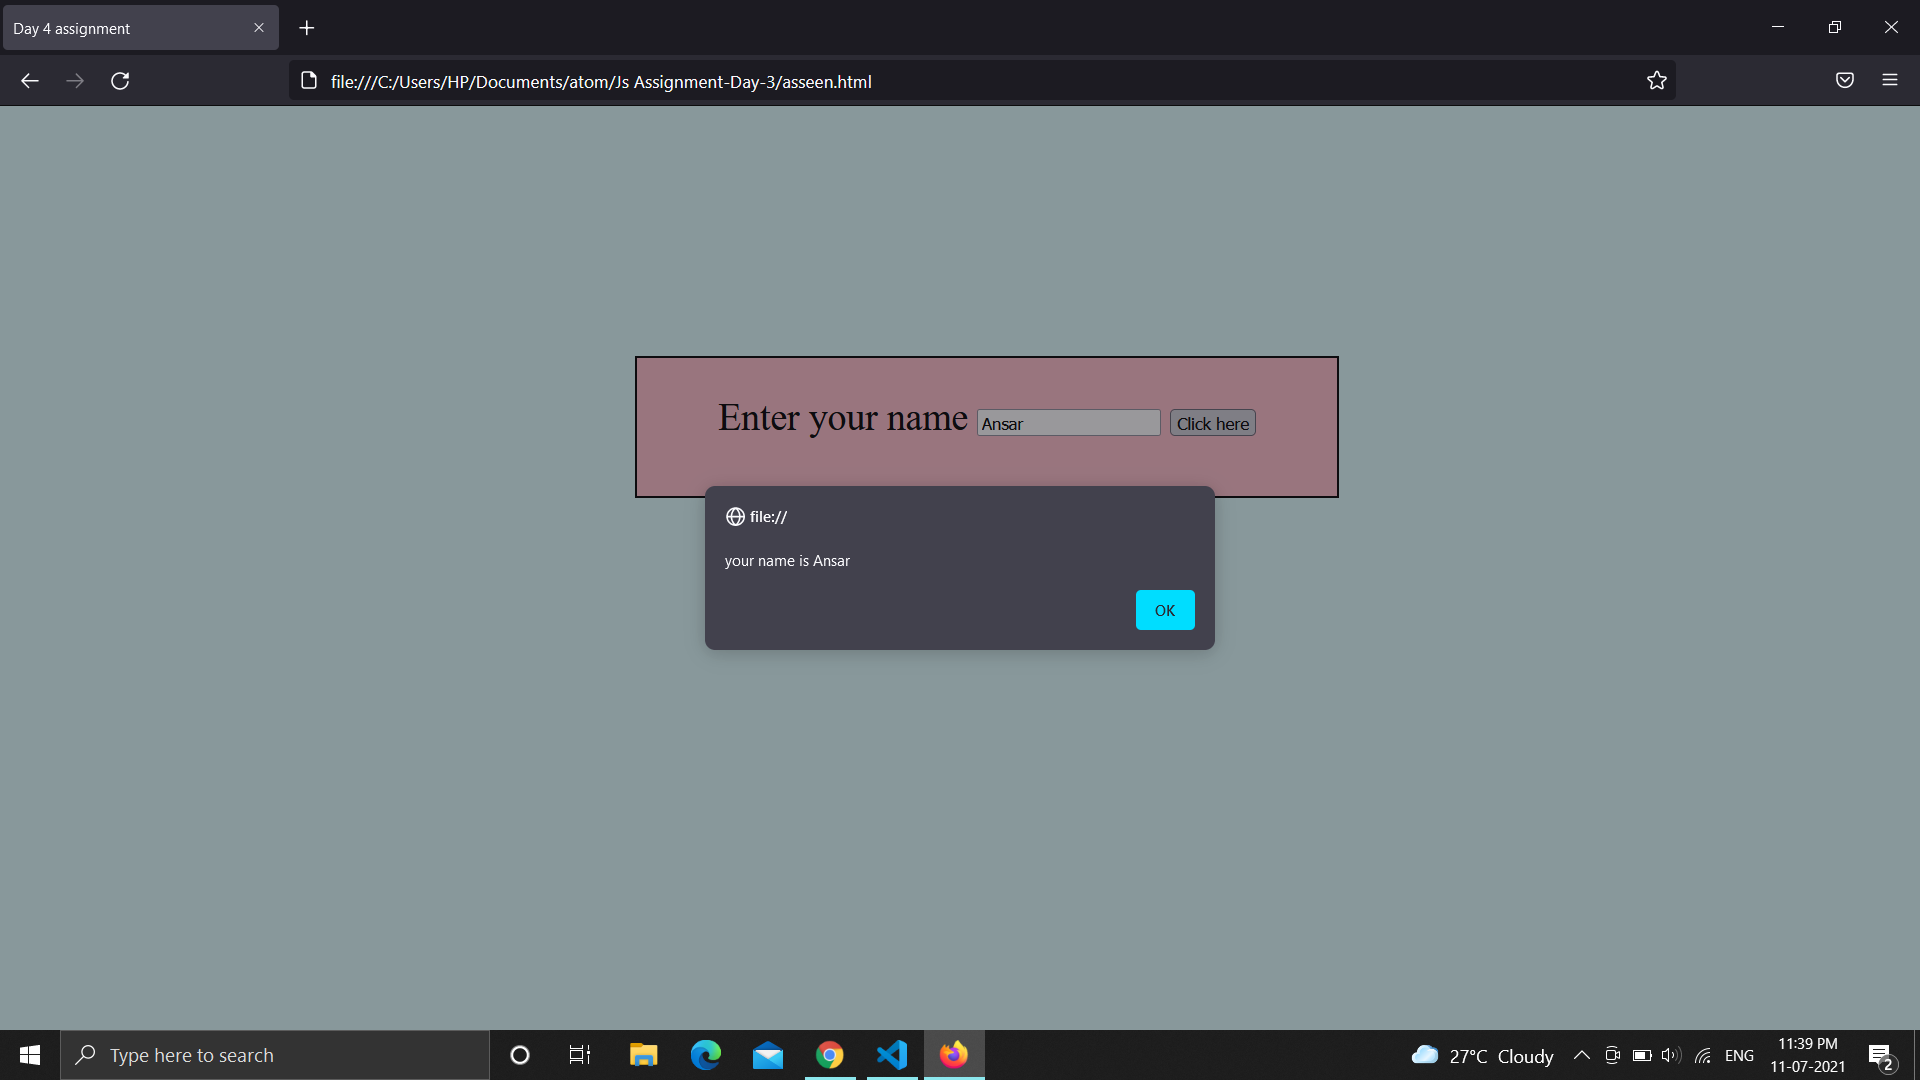 Day 4 assignment
file:///C:/Users/HP/Documents/atom/Js Assignment-Day-3/asseen.html
Enter your name Ansar Click here
file://
your name is Ansar
OK
Type here to search
27°C Cloudy
ENG
11:39 PM
11-07-2021
2